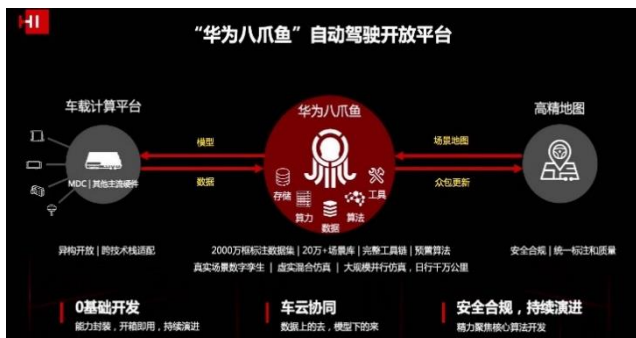 HI
“华为八爪鱼”自动驾驶开放平台
车载计算平台
华为八爪鱼
高精地图
模型
场景地图
MDC | 其他主流硬件
数据
众包更新
存储
工具
算力
算法
数据
异构开放 | 跨技术栈适配
2000万框标注数据集 | 20万+场景库 | 完整工具链 | 预置算法
安全合规 | 统一标注和质量
真实场景数字孪生 | 虚实混合仿真 | 大规模并行仿真，日行千万公里
0基础开发
车云协同
安全合规，持续演进
能力封装，开箱即用，持续演进
数据上的去，模型下的来
精力聚焦核心算法开发